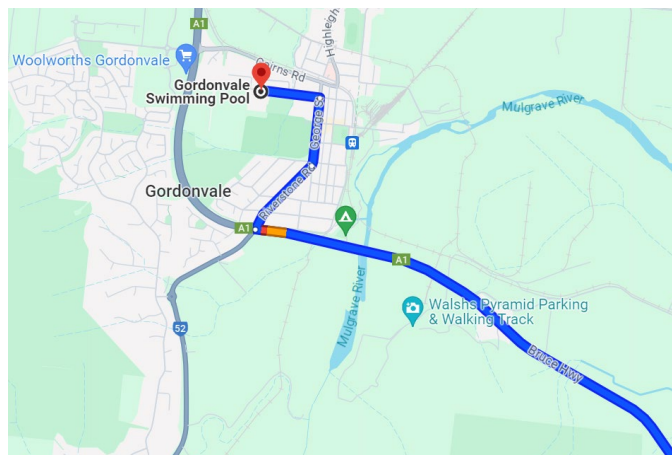 A1
Woolworths Gordonvale
Cairns Rd
Highleigh
Gordonvale
Swimming Pool
George St
Mulgrave River
Riverstone Rd
Gordonvale
A1
A1
Mulgrave River
Walshs Pyramid Parking
& Walking Track
52
Bruce Hwy